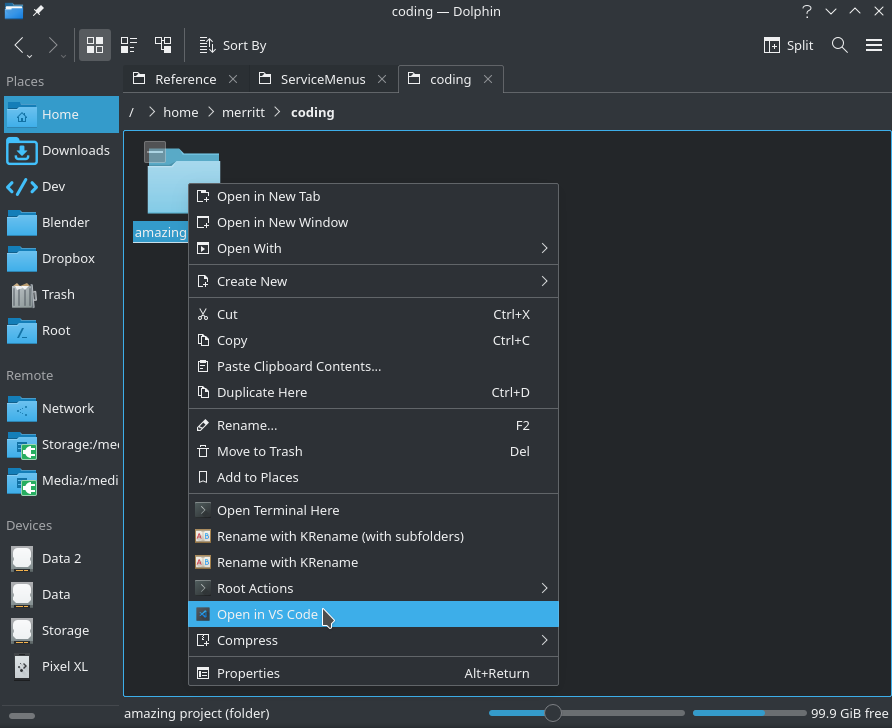 coding — Dolphin
Sort By
Split
Places
Reference
ServiceMenus
coding
/ > home > merritt > coding
Home
Downloads
Dev
Blender
Dropbox
Trash
Root
Remote
Network
Storage:/me
Media:/medi
Devices
Data 2
Data
Storage
Pixel XL
amazing
Open in New Tab
Open in New Window
Open With
Create New
Cut Ctrl+X
Copy Ctrl+C
Paste Clipboard Contents...
Duplicate Here Ctrl+D
Rename... F2
Move to Trash Del
Add to Places
Open Terminal Here
Rename with KRename (with subfolders)
Rename with KRename
Root Actions
Open in VS Code
Compress
Properties Alt+Return
amazing project (folder)
99.9 GiB free